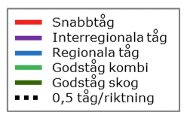 Snabbtåg
Interregionala tåg
Regionala tåg
Godståg kombi
Godståg skog
0,5 tåg/riktning